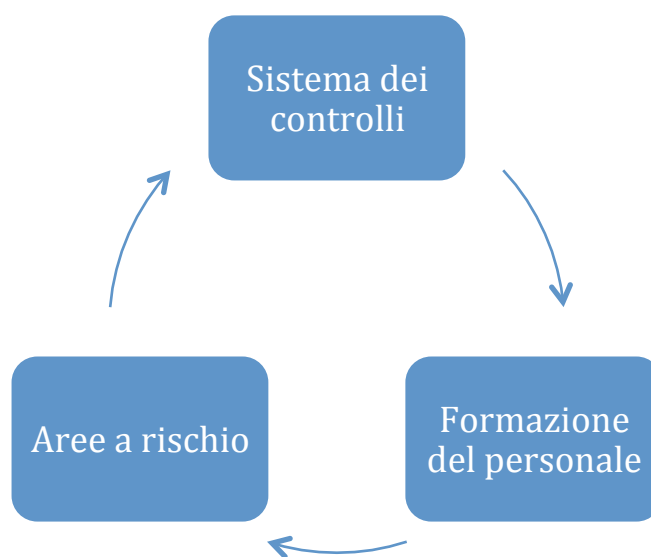 Sistema dei
controlli
Aree a rischio
Formazione
del personale